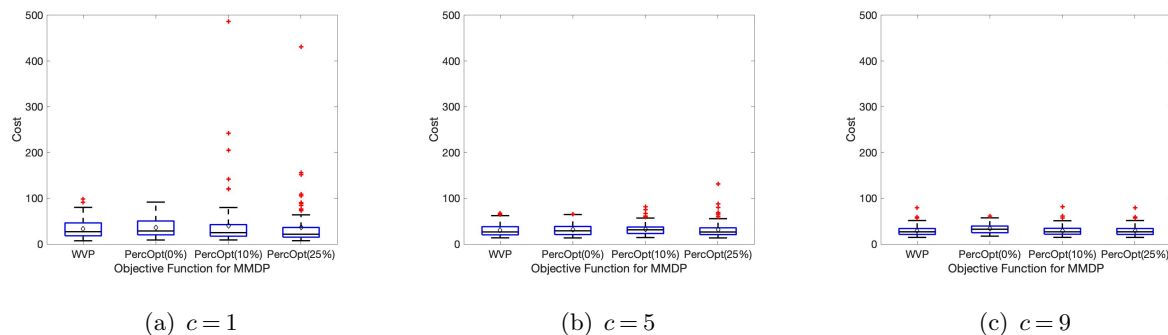 500
400
300
200
100
0
Cost
WVP PercOpt(0%) PercOpt(10%) PercOpt(25%)
Objective Function for MMDP
(a) c = 1
500
400
300
200
100
0
Cost
WVP PercOpt(0%) PercOpt(10%) PercOpt(25%)
Objective Function for MMDP
(b) c = 5
500
400
300
200
100
0
Cost
WVP PercOpt(0%) PercOpt(10%) PercOpt(25%)
Objective Function for MMDP
(c) c = 9